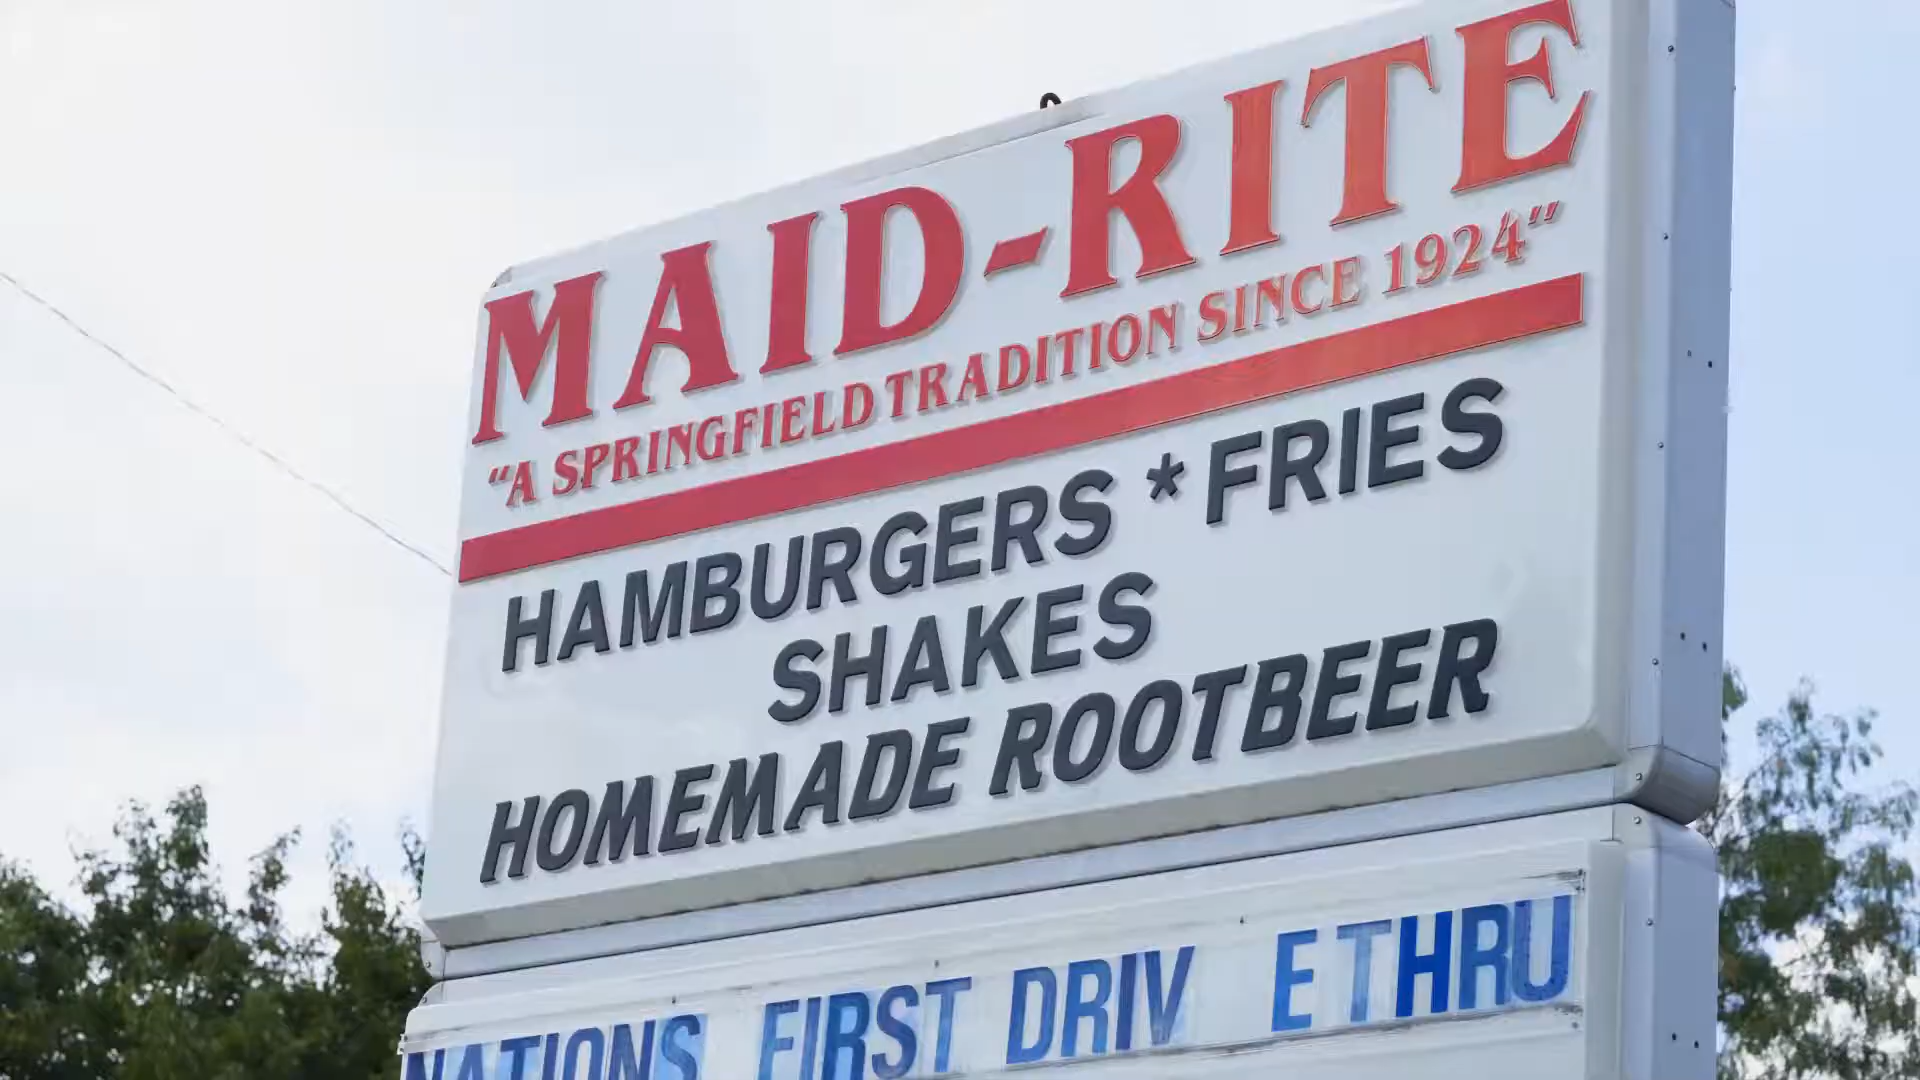 MAID-RITE
"A SPRINGFIELD TRADITION SINCE 1924"
HAMBURGERS * FRIES
SHAKES
HOMEMADE ROOTBEER
NATIONS FIRST DRIV E THRU